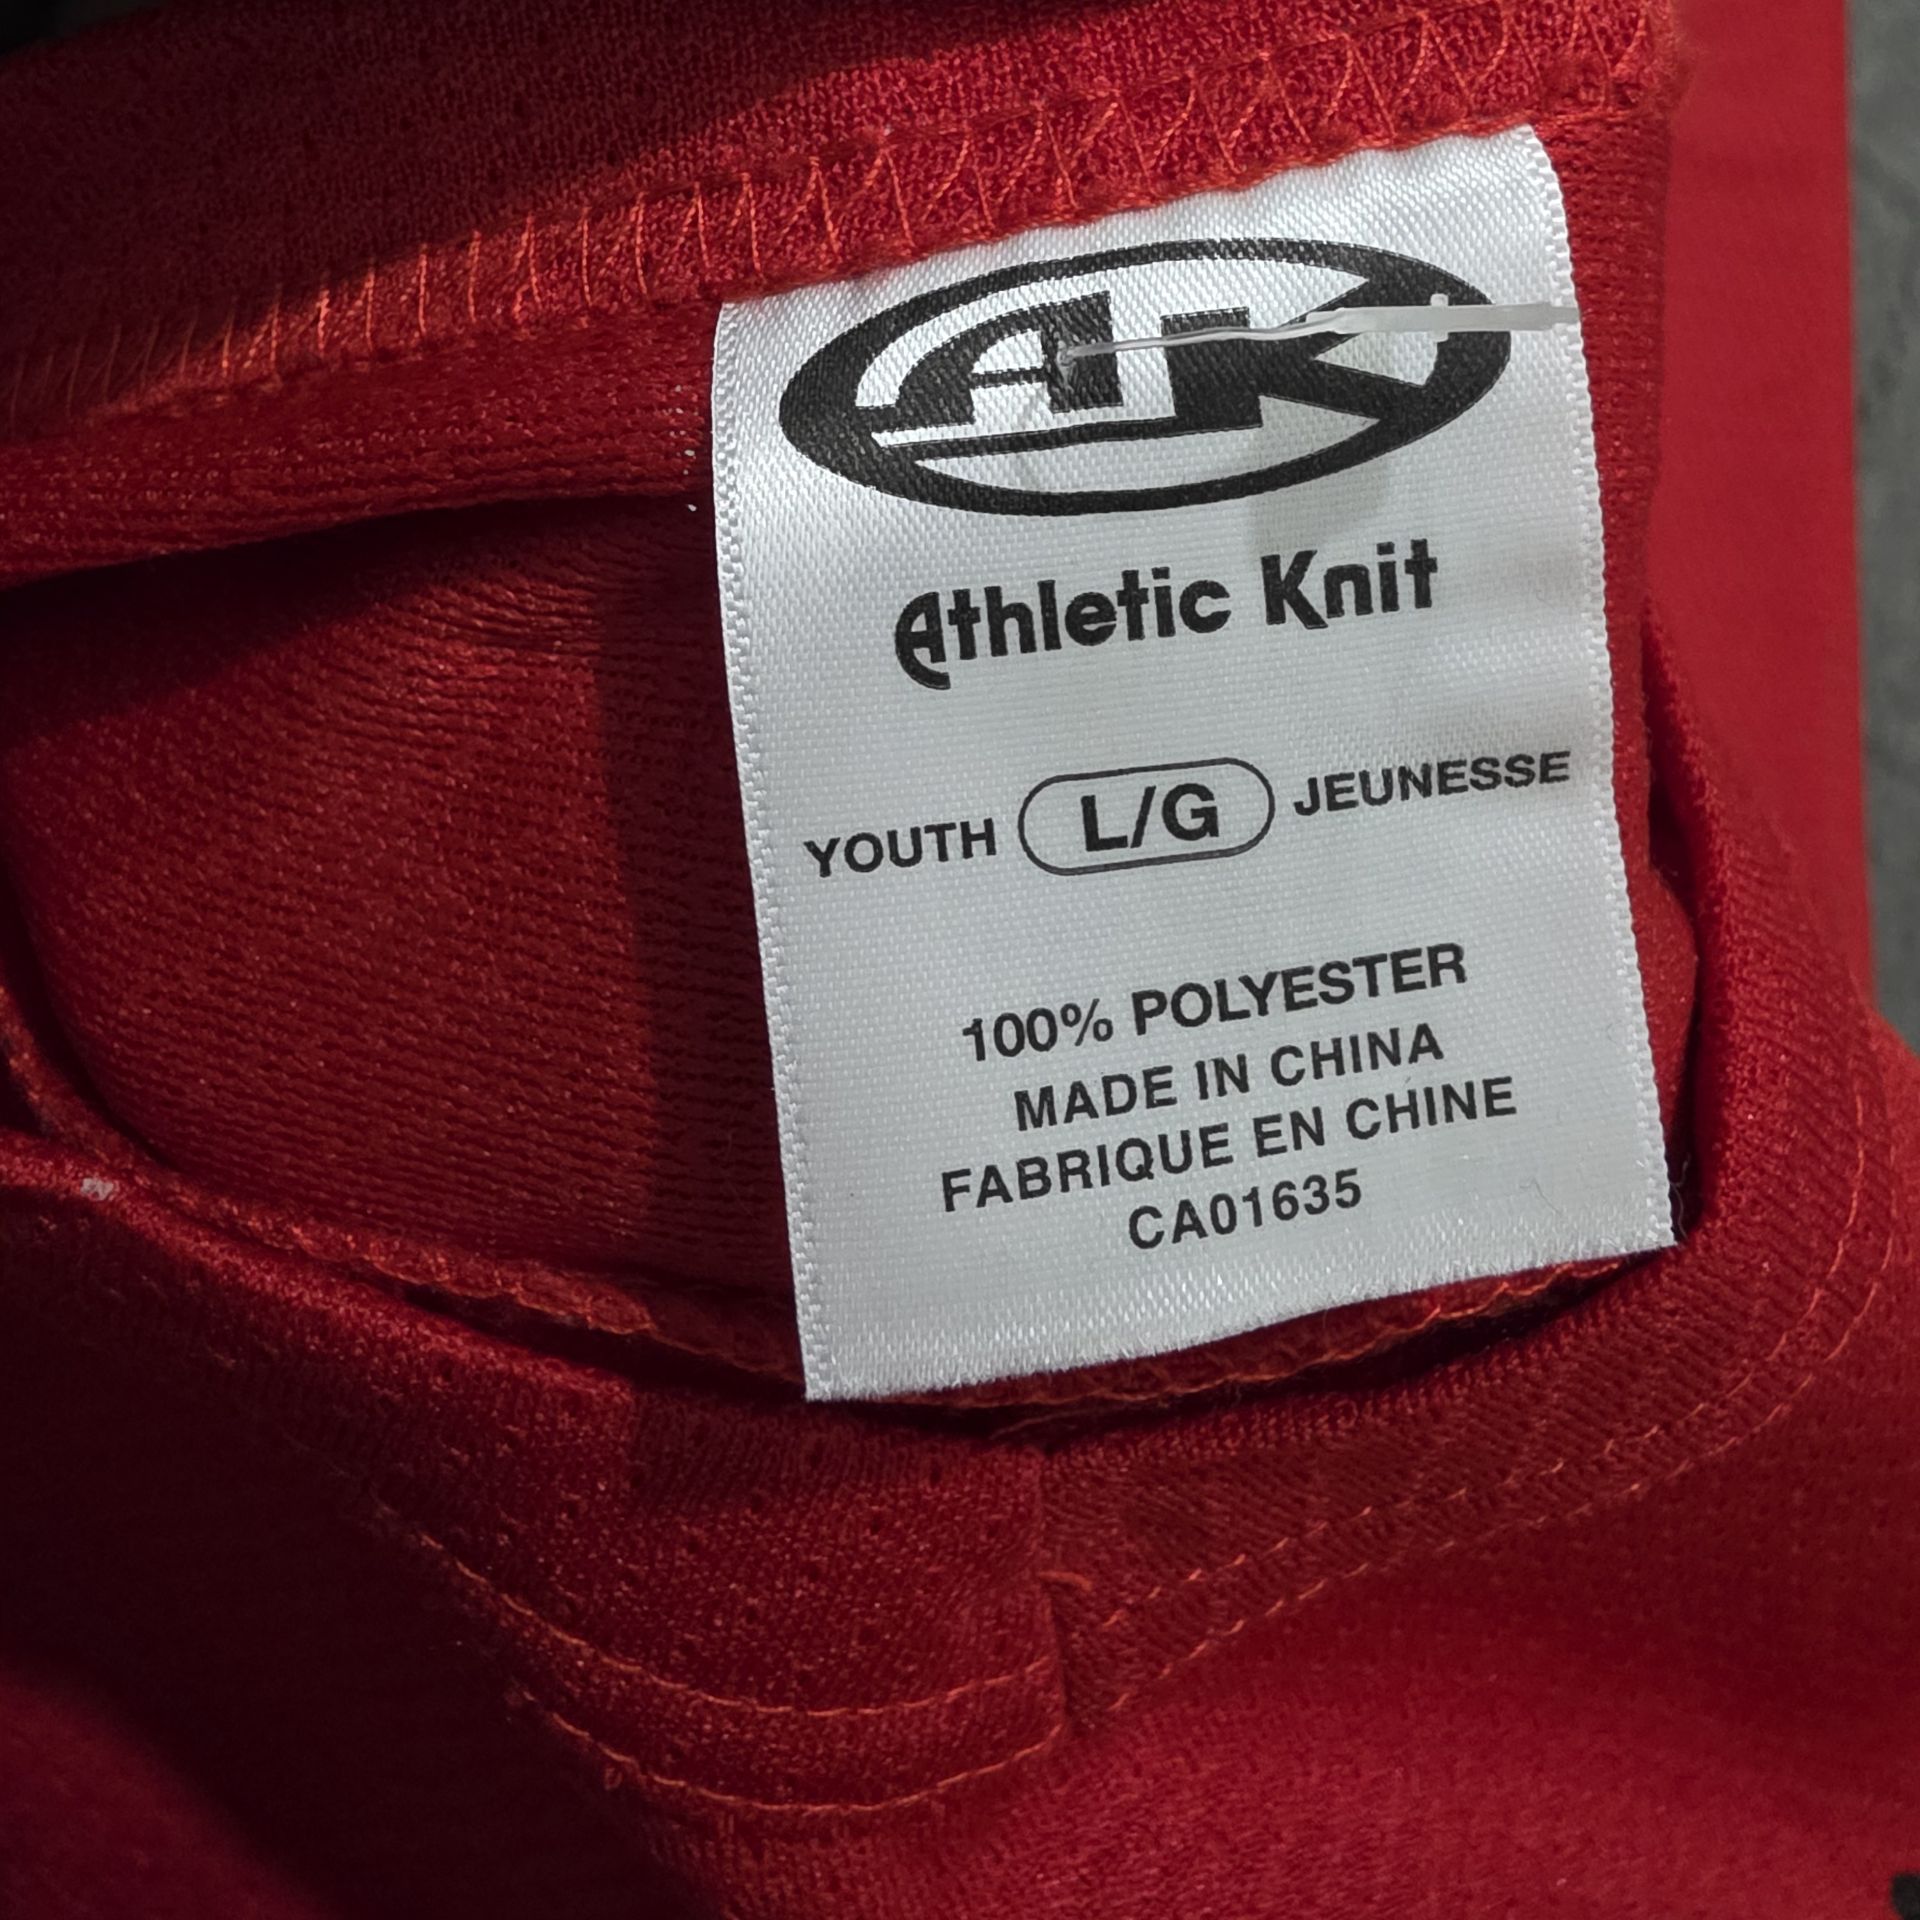 AK
Athletic Knit
YOUTH L/G JEUNESSE
100% POLYESTER
MADE IN CHINA
FABRIQUE EN CHINE
CA01635